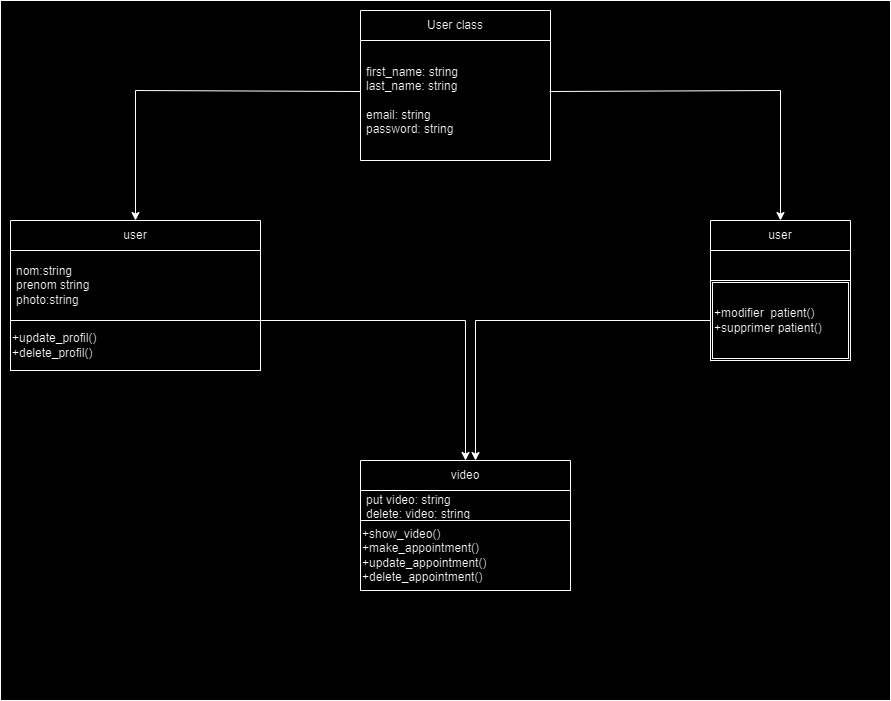 User class
first_name: string
last_name: string
email: string
password: string
user
nom:string
prenom string
photo:string
+update_profil()
+delete_profil()
user
+modifier patient()
+supprimer patient()
video
put video: string
delete: video: string
+show_video()
+make_appointment()
+update_appointment()
+delete_appointment()